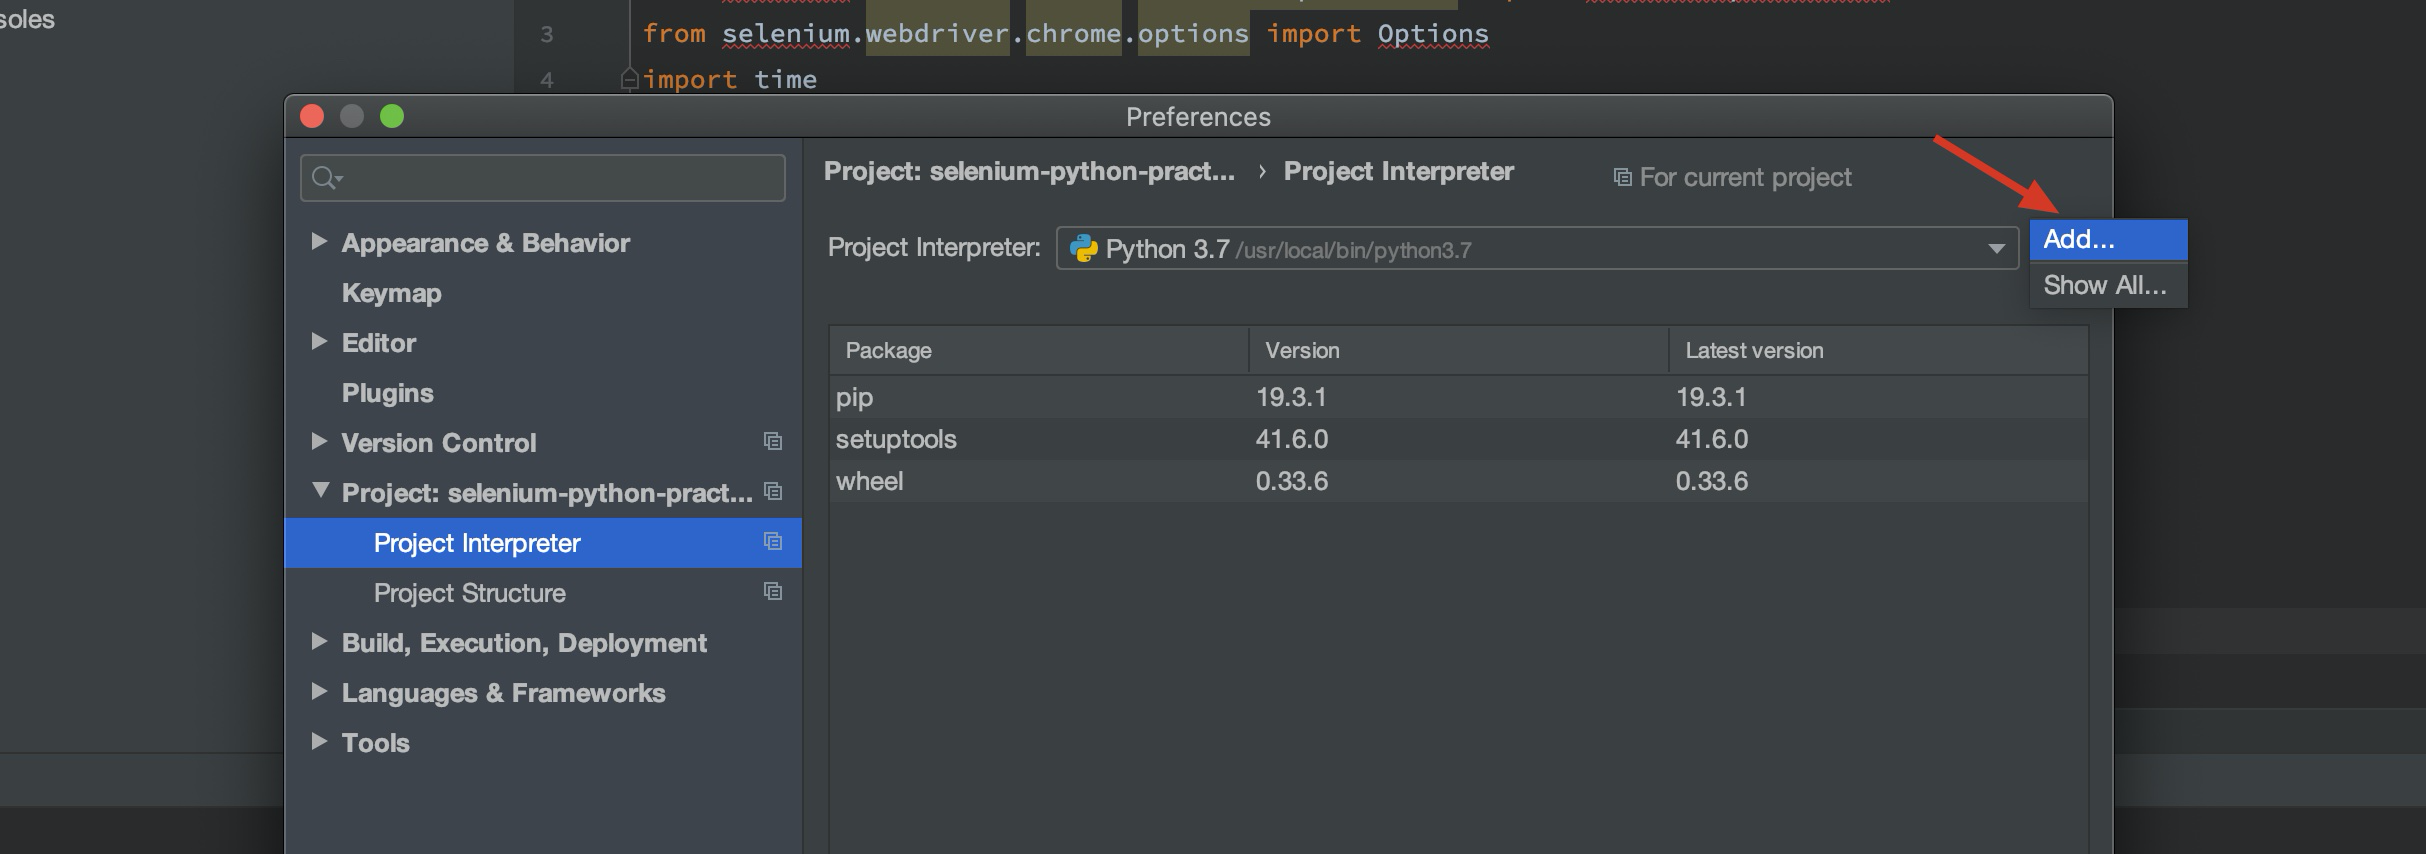 soles
3 from selenium.webdriver.chrome.options import Options
4 import time
Preferences
Project: selenium-python-pract... › Project Interpreter
For current project
Project Interpreter: Python 3.7 /usr/local/bin/python3.7
Add...
Show All...
Appearance & Behavior
Keymap
Editor
Plugins
Version Control
Project: selenium-python-pract...
Project Interpreter
Project Structure
Build, Execution, Deployment
Languages & Frameworks
Tools
Package Version Latest version
pip 19.3.1 19.3.1
setuptools 41.6.0 41.6.0
wheel 0.33.6 0.33.6